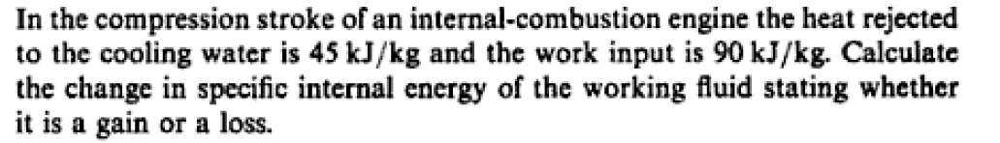 In the compression stroke of an internal-combustion engine the heat rejected
to the cooling water is 45 kJ/kg and the work input is 90 kJ/kg. Calculate
the change in specific internal energy of the working fluid stating whether
it is a gain or a loss.